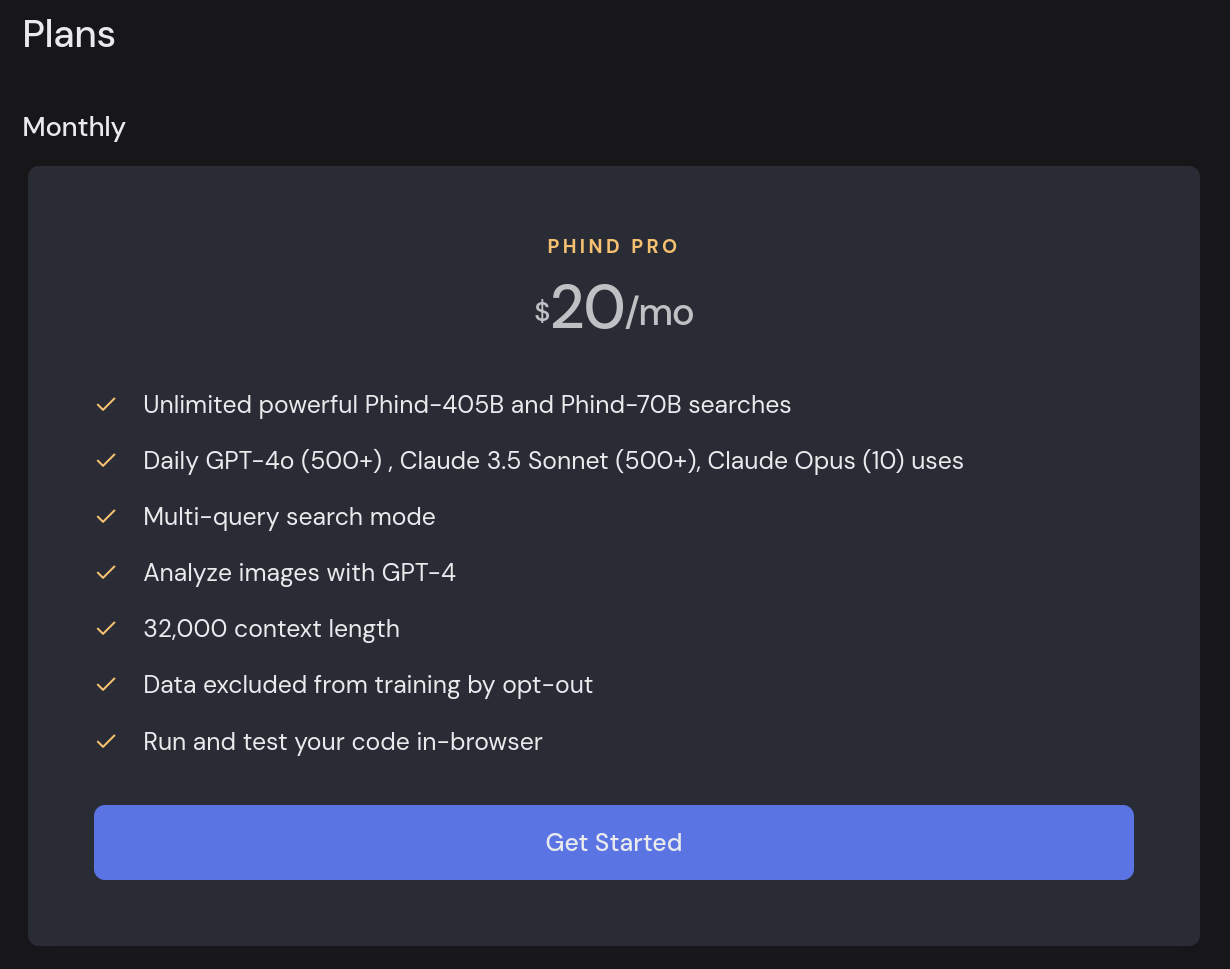 Plans
Monthly
PHIND PRO
$20/mo
Unlimited powerful Phind-405B and Phind-70B searches
Daily GPT-4o (500+) , Claude 3.5 Sonnet (500+), Claude Opus (10) uses
Multi-query search mode
Analyze images with GPT-4
32,000 context length
Data excluded from training by opt-out
Run and test your code in-browser
Get Started